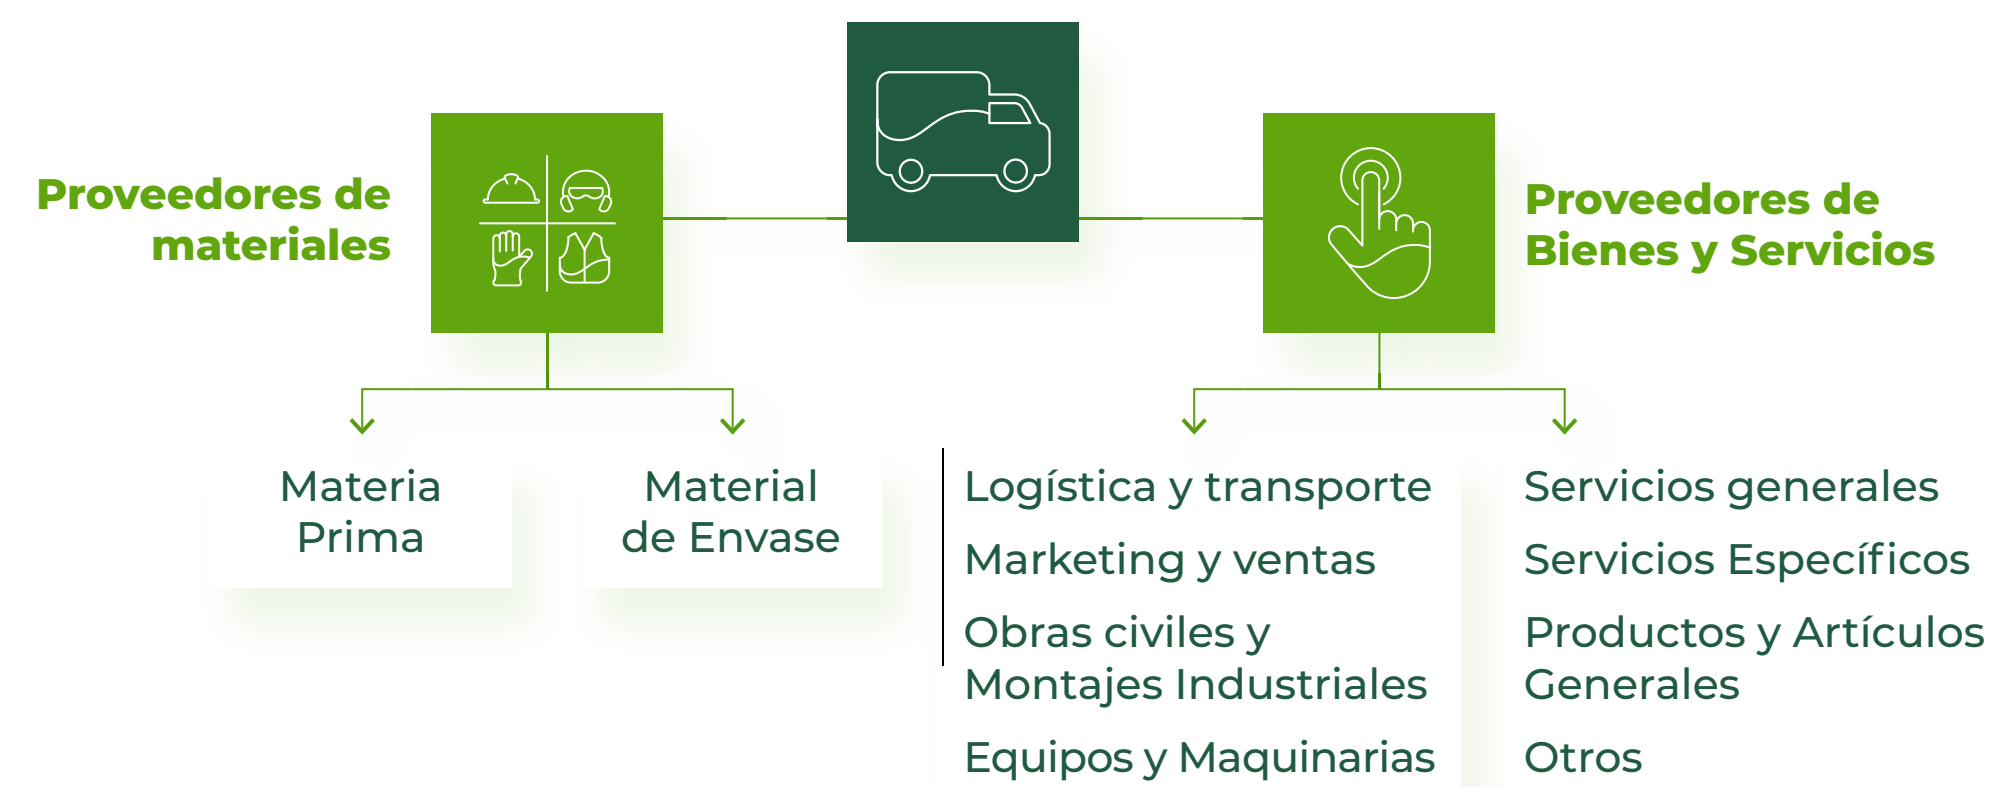 Proveedores de
materiales
Proveedores de
Bienes y Servicios
Materia
Prima
Material
de Envase
Logística y transporte
Marketing y ventas
Obras civiles y
Montajes Industriales
Equipos y Maquinarias
Servicios generales
Servicios Específicos
Productos y Artículos
Generales
Otros